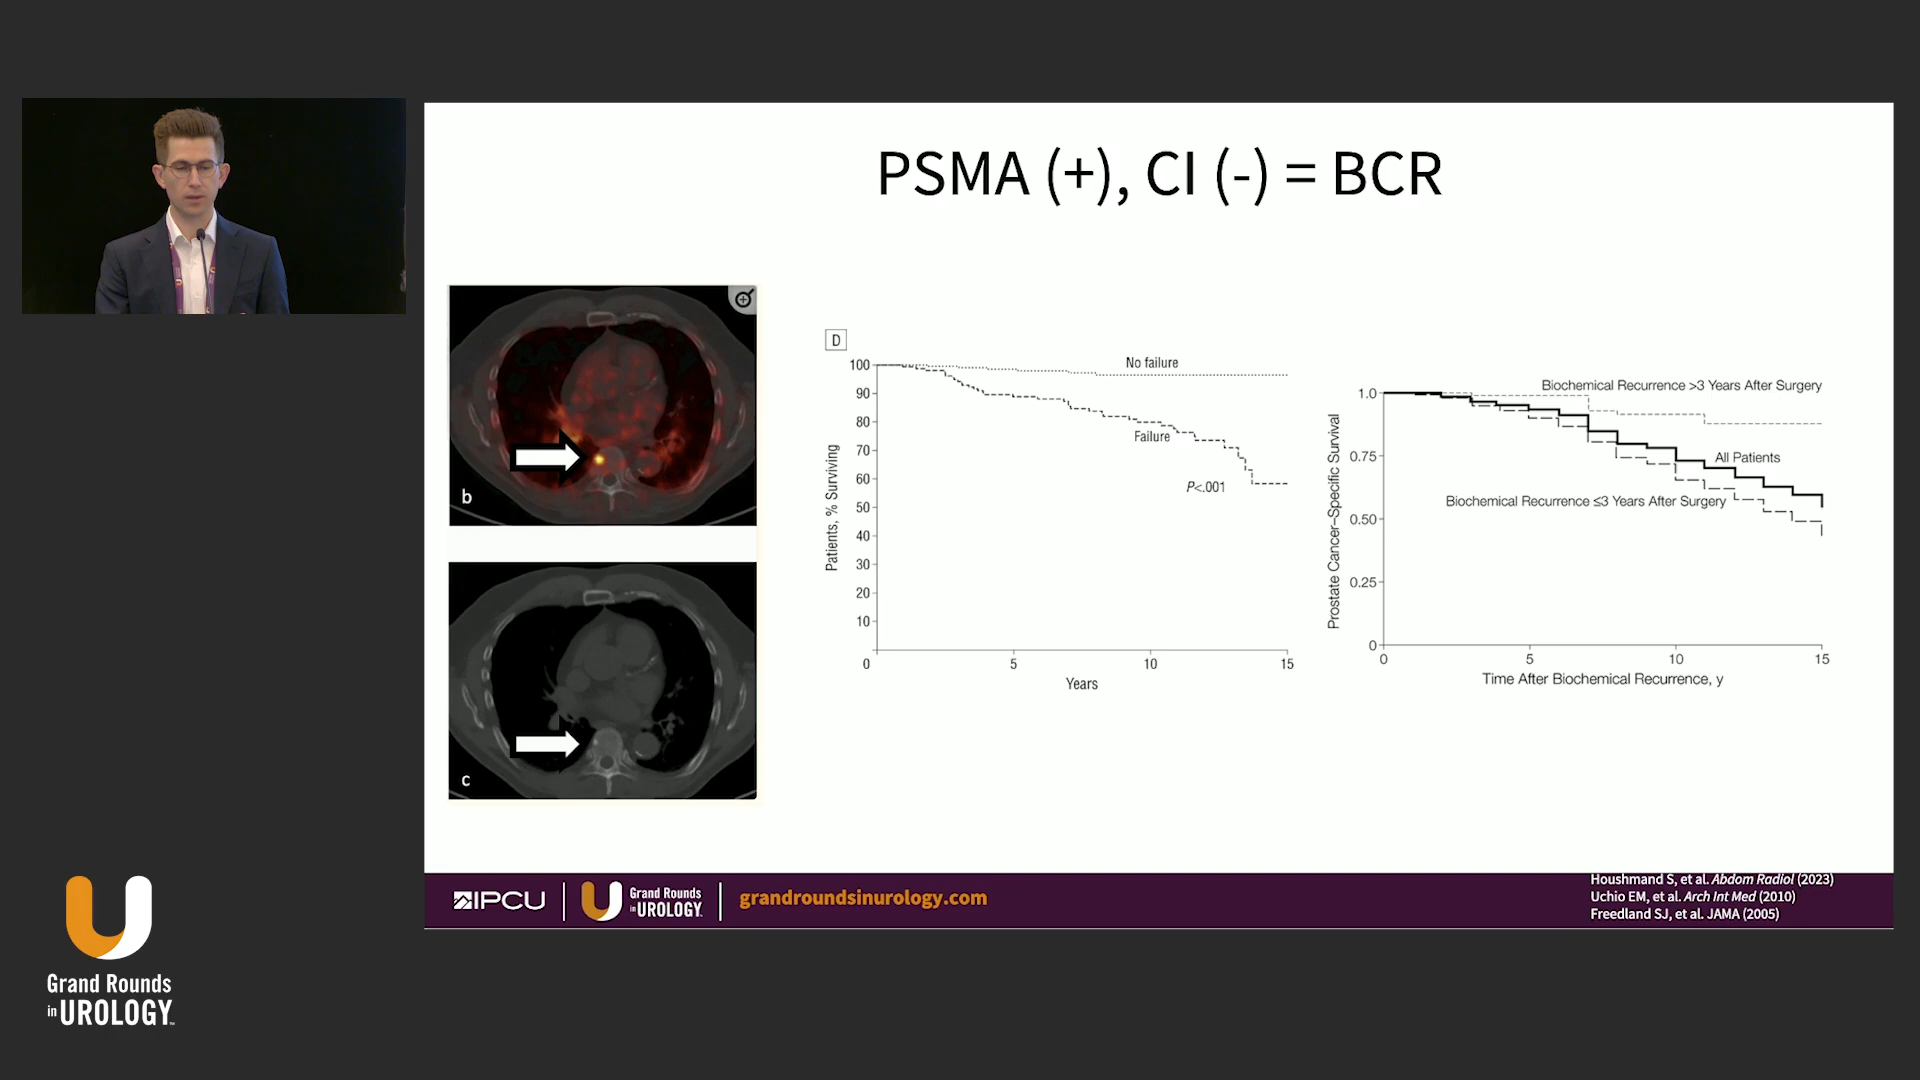 PSMA (+), CI (-) = BCR
b
c
D
100
90
80
70
60
50
40
30
20
10
0
5
10
15
Patients, % Surviving
Years
No failure
Failure
P<.001
1.0
0.75
0.50
0.25
0
0
5
10
15
Prostate Cancer–Specific Survival
Time After Biochemical Recurrence, y
Biochemical Recurrence >3 Years After Surgery
All Patients
Biochemical Recurrence ≤3 Years After Surgery
IPCU
Grand Rounds
in UROLOGY
grandroundsinurology.com
Houshmand S, et al. Abdom Radiol (2023)
Uchio EM, et al. Arch Int Med (2010)
Freedland SJ, et al. JAMA (2005)
Grand Rounds
in UROLOGY